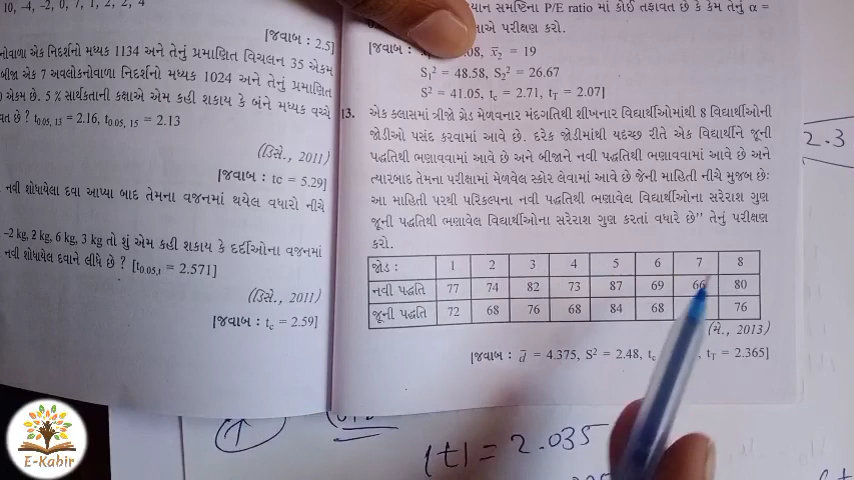 10, -4, -2, 0, 7, 1, 2, 2, 4
[જવાબ : 2.5]
નોવાળા એક નિદર્શનો મધ્યક 1134 અને તેનું પ્રમાણિત વિચલન 35 એકમ
બીજા એક 7 અવલોકનોવાળા નિદર્શનો મધ્યક 1024 અને તેનું પ્રમાણિત
એકમ છે. 5 % સાર્થકતાની કક્ષાએ એમ કહી શકાય કે બંને મધ્યક વચ્ચે
વત છે ? t0.05, 13 = 2.16, t0.05, 15 = 2.13
(ડિસે., 2011)
[જવાબ : tc = 5.29]
નવી શોધાયેલા દવા આપ્યા બાદ તેમના વજનમાં થયેલ વધારો નીચે
-2 kg, 2 kg, 6 kg, 3 kg તો શું એમ કહી શકાય કે દર્દીઓના વજનમાં
નવી શોધાયેલ દવાને લીધે છે ? [t0.05,t = 2.571]
(ડિસે., 2011)
[જવાબ : tc = 2.59]
સમષ્ટિના P/E ratio માં કોઈ તફાવત છે કે કેમ તેનું α =
પરીક્ષણ કરો.
[જવાબ : .08, x̄2 = 19
S1² = 48.58, S2² = 26.67
S² = 41.05, tc = 2.71, tT = 2.07]
13. એક ક્લાસમાં ત્રીજો ગ્રેડ મેળવનાર મંદગતિથી શીખનાર વિદ્યાર્થીઓમાંથી 8 વિદ્યાર્થીઓની
જોડીઓ પસંદ કરવામાં આવે છે. દરેક જોડીમાંથી યદચ્છ રીતે એક વિદ્યાર્થીને જૂની
પદ્ધતિથી ભણાવવામાં આવે છે અને બીજાને નવી પદ્ધતિથી ભણાવવામાં આવે છે અને
ત્યારબાદ તેમના પરીક્ષામાં મેળવેલ સ્કોર લેવામાં આવે છે જેની માહિતી નીચે મુજબ છેઃ
આ માહિતી પરથી પરિકલ્પના નવી પદ્ધતિથી ભણાવેલ વિદ્યાર્થીઓના સરેરાશ ગુણ
જૂની પદ્ધતિથી ભણાવેલ વિદ્યાર્થીઓના સરેરાશ ગુણ કરતાં વધારે છે" તેનું પરીક્ષણ
કરો.
જોડ : 1 2 3 4 5 6 7 8
નવી પદ્ધતિ 77 74 82 73 87 69 66 80
જૂની પદ્ધતિ 72 68 76 68 84 68 76
(મે., 2013)
[જવાબ : d̄ = 4.375, S² = 2.48, tc tT = 2.365]
2.3
|t| = 2.035
E-Kabir